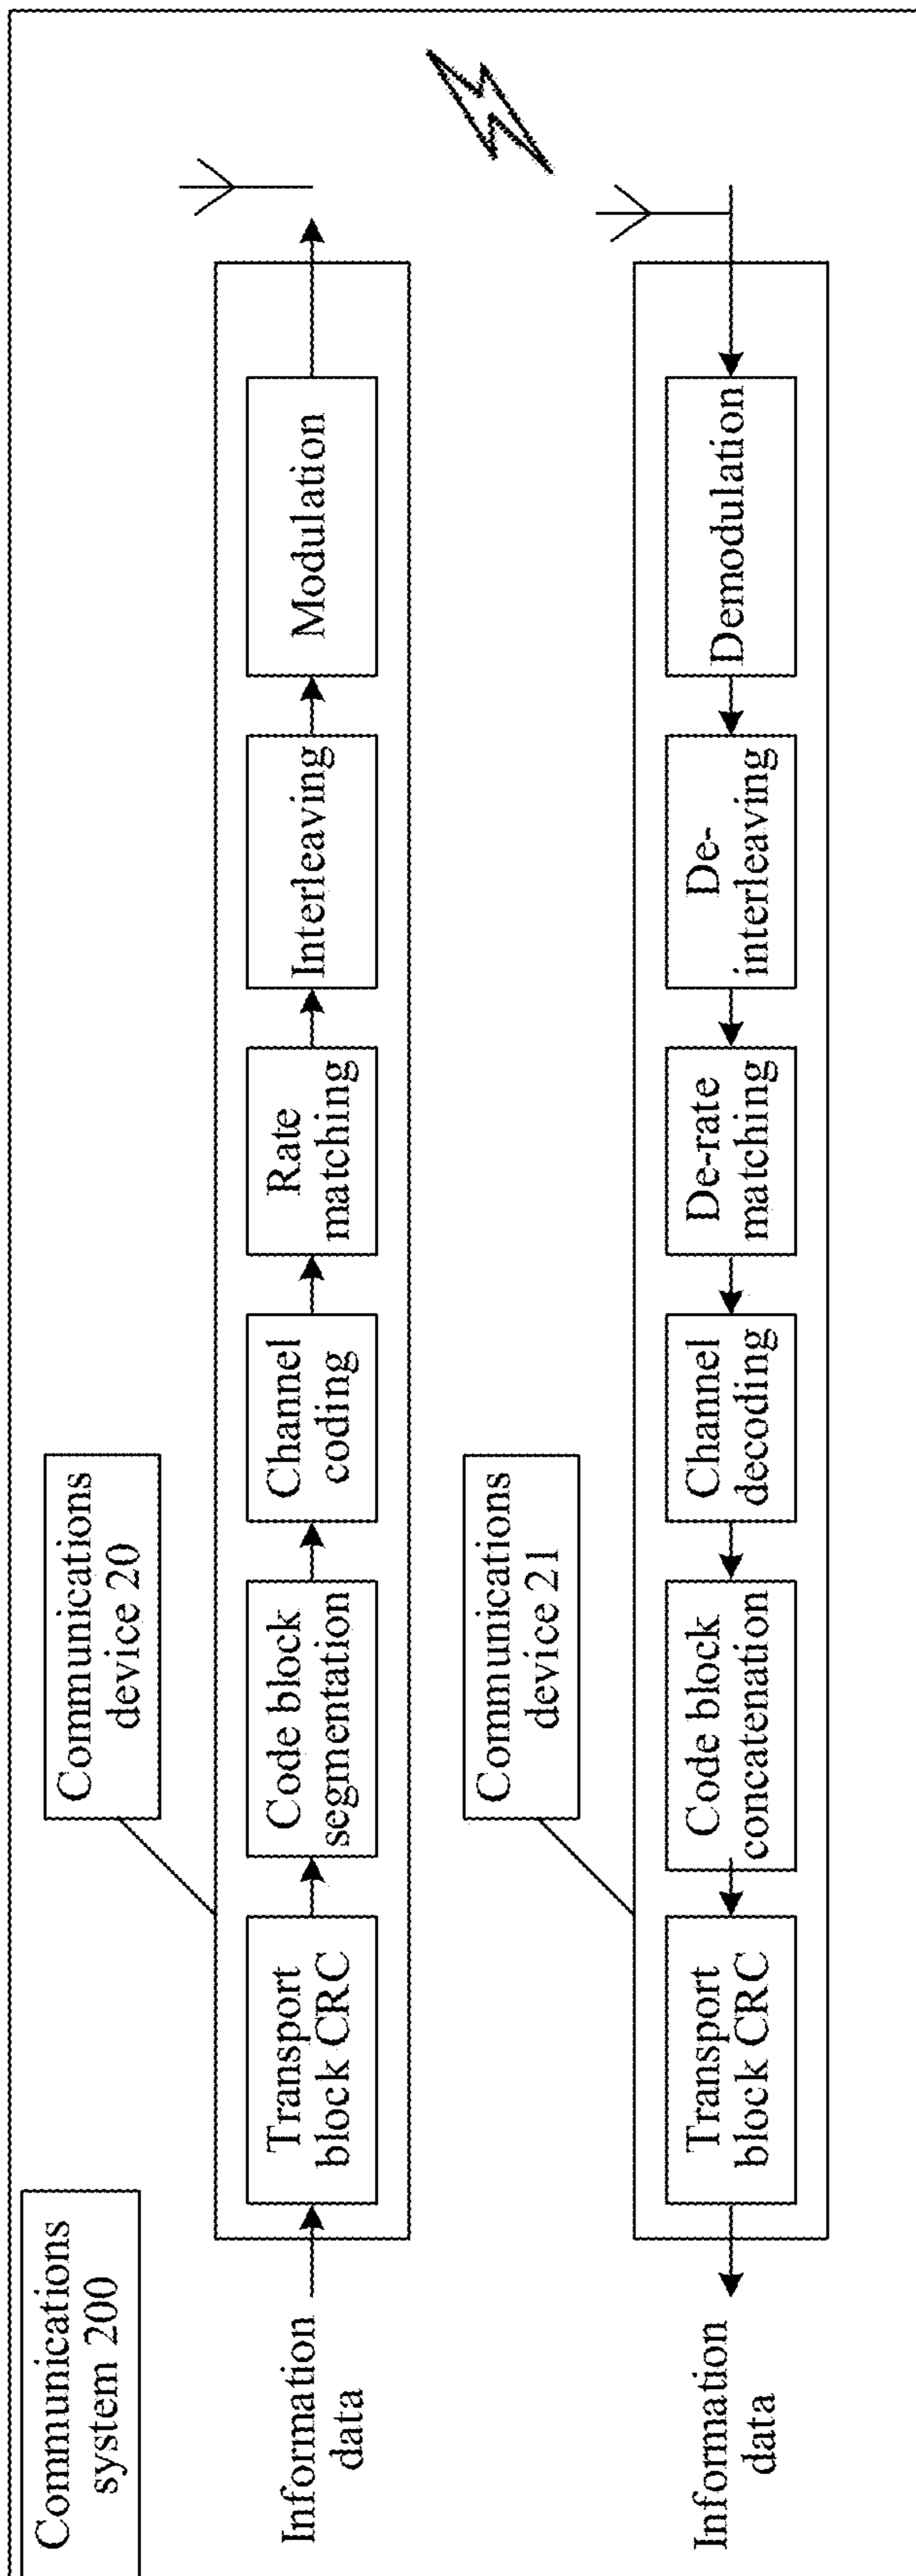 Communications
system 200
Communications
device 20
Information
data
Transport
block CRC
Code block
segmentation
Channel
coding
Rate
matching
Interleaving
Modulation
Communications
device 21
Information
data
Transport
block CRC
Code block
concatenation
Channel
decoding
De-rate
matching
De-
interleaving
Demodulation